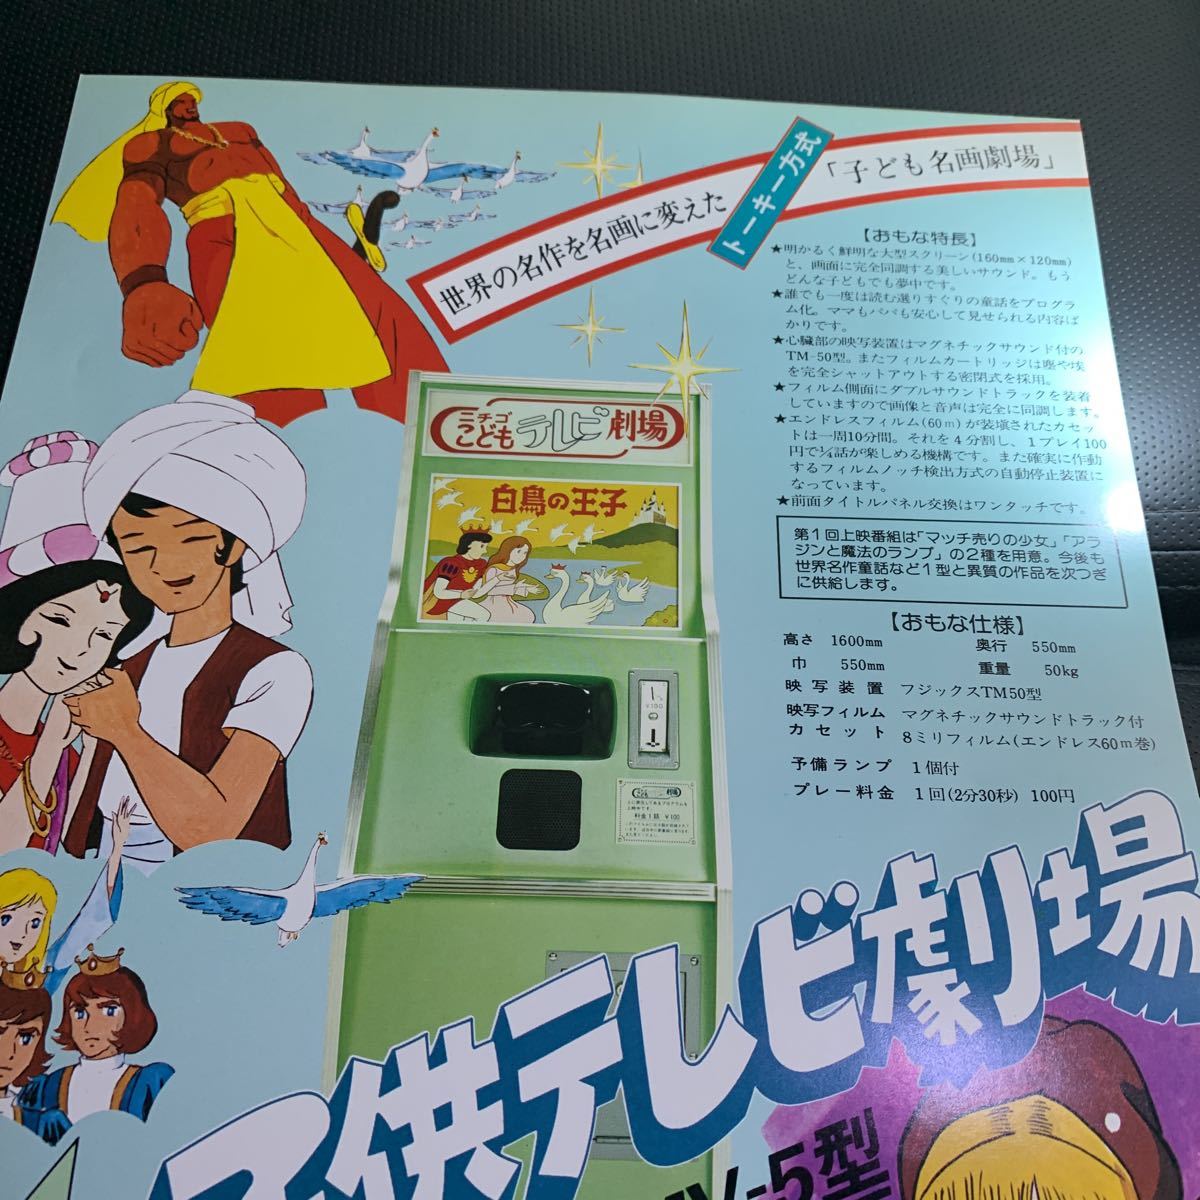 世界の名作を名画に変えた
トーキー方式
「子ども名画劇場」
【おもな特長】
★明かるく鮮明な大型スクリーン(160mm×120mm)
と、画面に完全同調する美しいサウンド。もう
どんな子どもでも夢中です。
★誰でも一度は読む選りすぐりの童話をプログラ
ム化。ママもパパも安心して見せられる内容ば
かりです。
★心臓部の映写装置はマグネチックサウンド付の
TM-50型。またフィルムカートリッジは塵や埃
を完全シャットアウトする密閉式を採用。
★フィルム側面にダブルサウンドトラックを装着
していますので画像と音声は完全に同調します。
★エンドレスフィルム(60m)が装填されたカセッ
トは一周10分間。それを4分割し、1プレイ100
円で¼話が楽しめる機構です。また確実に作動
するフィルムノッチ検出方式の自動停止装置に
なっています。
★前面タイトルパネル交換はワンタッチです。
第1回上映番組は「マッチ売りの少女」「アラ
ジンと魔法のランプ」の2種を用意。今後も
世界名作童話など1型と異質の作品を次つぎ
に供給します。
【おもな仕様】
高さ 1600mm 奥行 550mm
巾 550mm 重量 50kg
映写装置 フジックスTM50型
映写フィルム マグネチックサウンドトラック付
カセット 8ミリフィルム(エンドレス60m巻)
予備ランプ 1個付
プレー料金 1回(2分30秒) 100円
こども テレビ 劇場
白鳥の王子
¥100
劇場
料金1話 ¥100
子供テレビ劇場
-5型